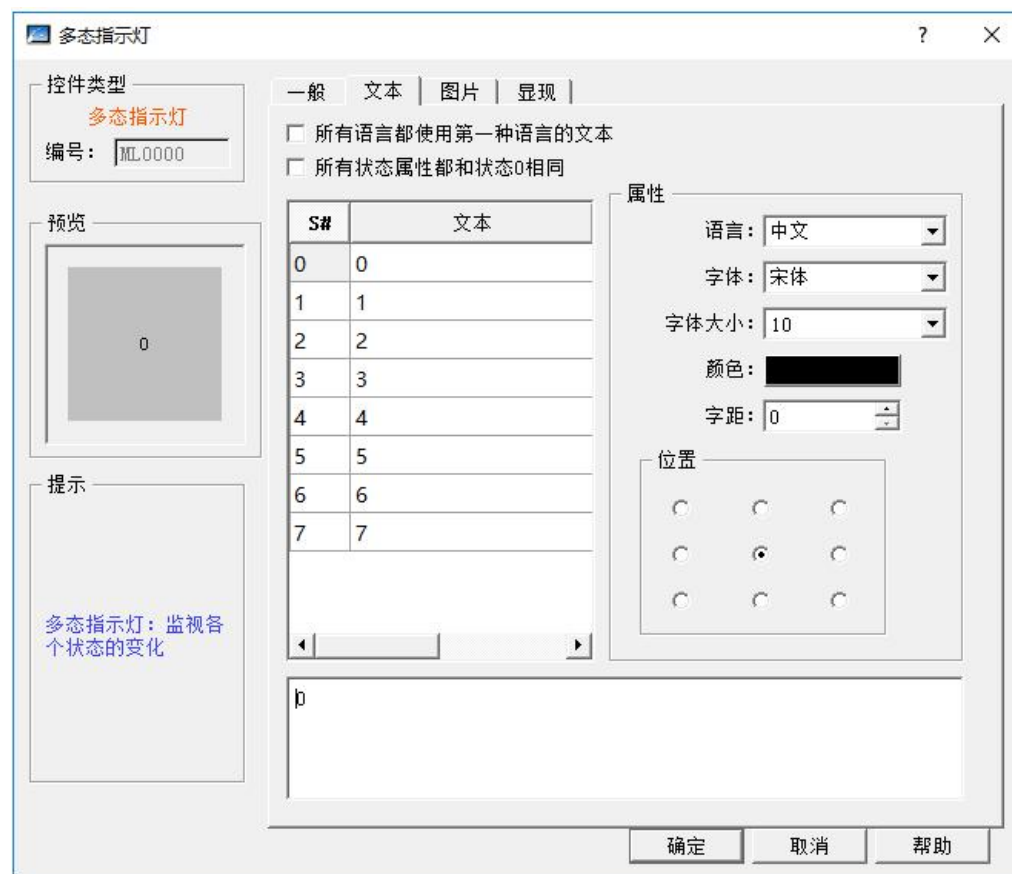 多态指示灯
?
控件类型
多态指示灯
编号: ML0000
预览
0
提示
多态指示灯: 监视各
个状态的变化
一般 文本 图片 显现
所有语言都使用第一种语言的文本
所有状态属性都和状态0相同
S# 文本
0 0
1 1
2 2
3 3
4 4
5 5
6 6
7 7
属性
语言: 中文
字体: 宋体
字体大小: 10
颜色:
字距: 0
位置
0
确定 取消 帮助